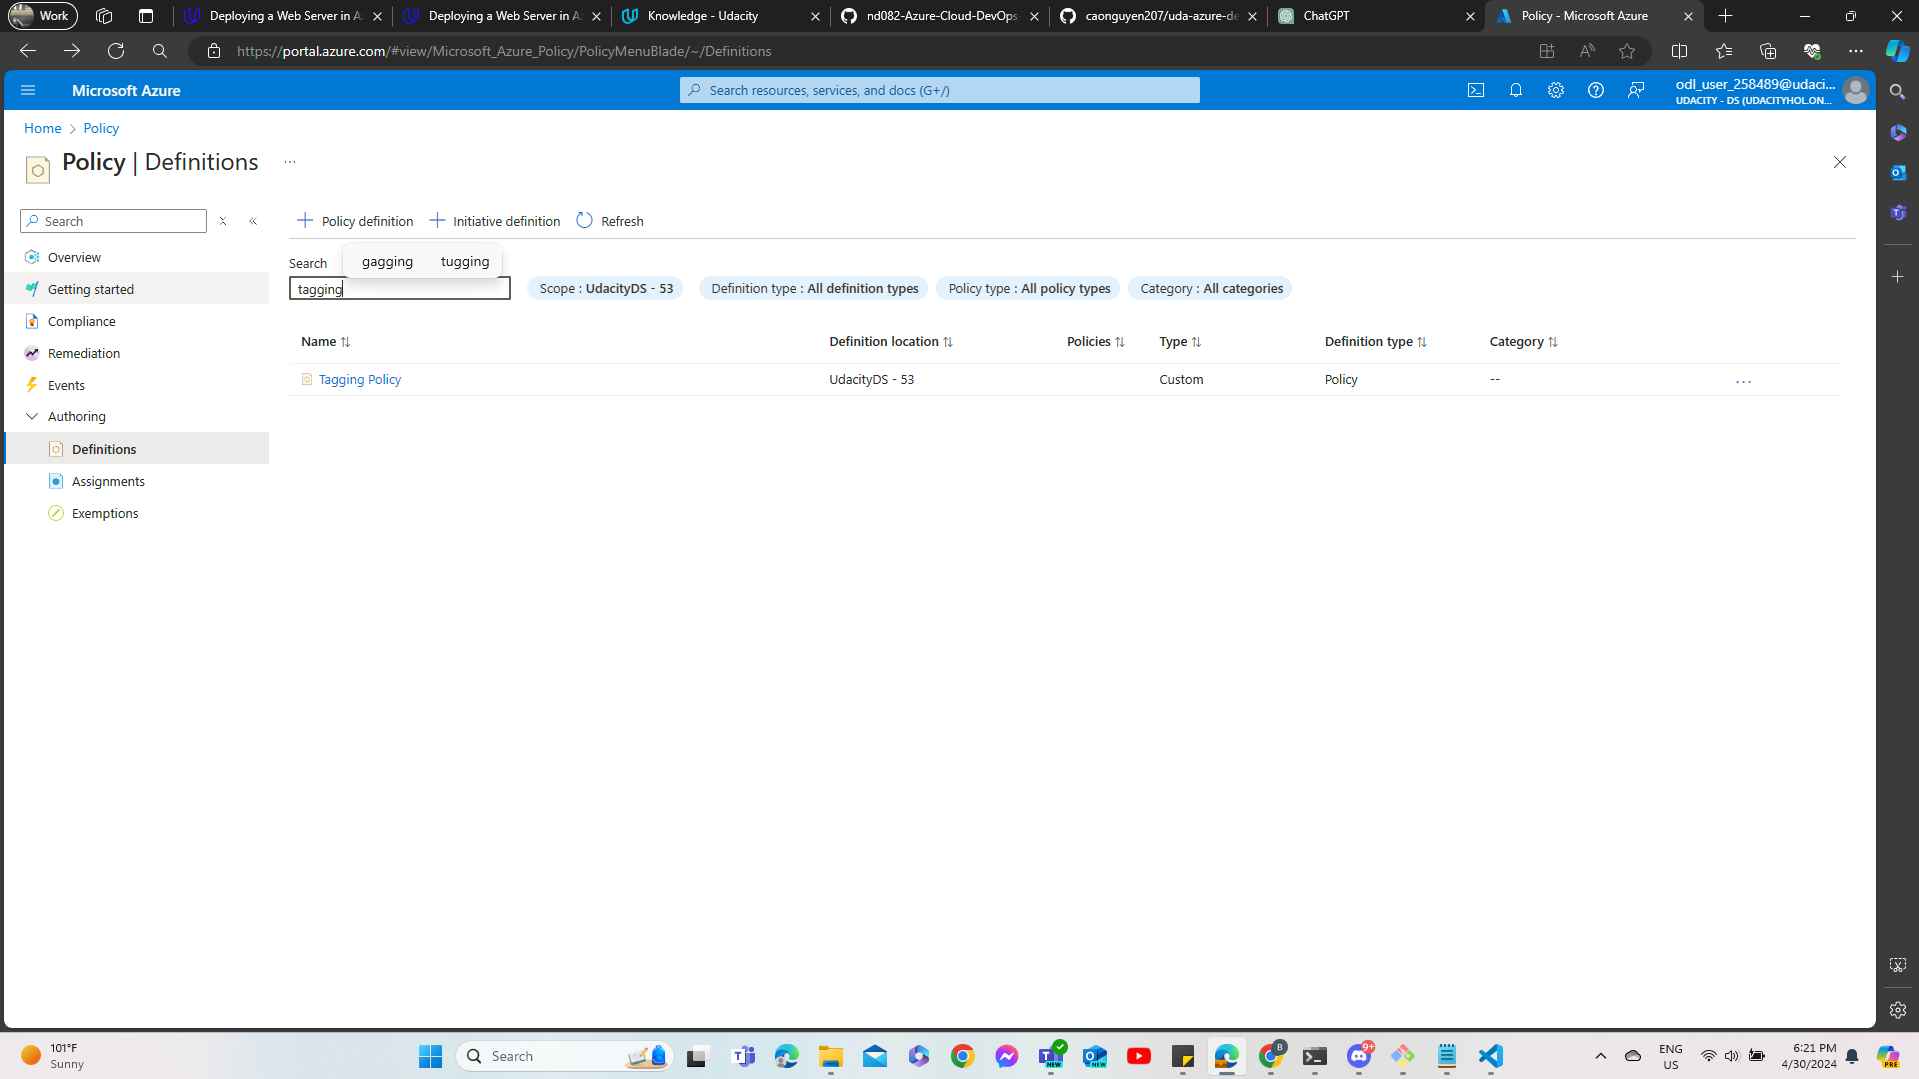 Work
Deploying a Web Server in A
Deploying a Web Server in A
Knowledge - Udacity
nd082-Azure-Cloud-DevOps
caonguyen207/uda-azure-de
ChatGPT
Policy - Microsoft Azure
https://portal.azure.com/#view/Microsoft_Azure_Policy/PolicyMenuBlade/~/Definitions
Microsoft Azure
Search resources, services, and docs (G+/)
odl_user_258489@udaci...
UDACITY - DS (UDACITYHOL.ON...
Home > Policy
Policy | Definitions
Search
Policy definition
Initiative definition
Refresh
Overview
Getting started
Compliance
Remediation
Events
Authoring
Definitions
Assignments
Exemptions
Search
gagging tugging
tagging
Scope : UdacityDS - 53
Definition type : All definition types
Policy type : All policy types
Category : All categories
Name Definition location Policies Type Definition type Category
Tagging Policy UdacityDS - 53 Custom Policy --
101°F
Sunny
Search
NEW
NEW
B
9+
ENG
US
6:21 PM
4/30/2024
PRE